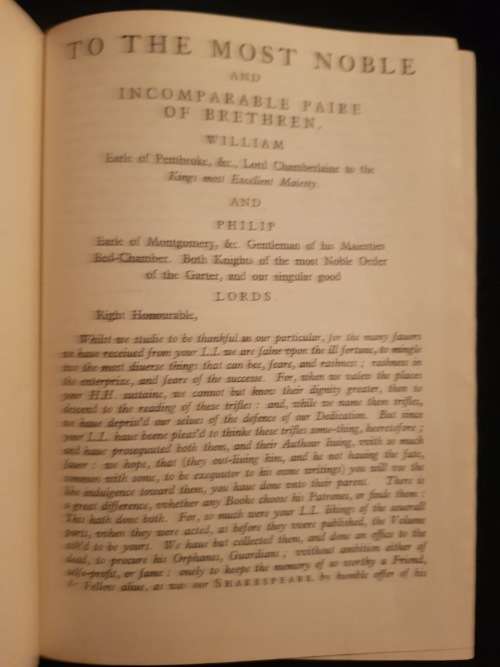 TO THE MOST NOBLE
AND
INCOMPARABLE PAIRE
OF BRETHREN.
WILLIAM
Earle of Pembroke, &c., Lord Chamberlaine to the
Kings most Excellent Maiesty.
AND
PHILIP
Earle of Montgomery, &c. Gentleman of his Maiesties
Bed-Chamber. Both Knights of the most Noble Order
of the Garter, and our singular good
LORDS.
Right Honourable,
Whilst we studie to be thankful in our particular, for the many fauors
we haue receiued from your L.L we are falne vpon the ill fortune, to mingle
two the most diuerse things that can bee, feare, and rashnes ; rashnes in
the enterprize, and feare of the successe. For, when we valew the places
your H.H. sustaine, we cannot but know their dignity greater, then to
descend to the reading of these trifles : and, while we name them trifles,
we haue depriu'd our selues of the defence of our Dedication. But since
your L.L. haue beene pleas'd to thinke these trifles some-thing, heeretofore ;
and haue prosequuted both them, and their Authour liuing, with so much
fauor : we hope, that (they out-liuing him, and he not hauing the fate,
common with some, to be exequutor to his owne writings) you will vse the
like indulgence toward them, you haue done vnto their parent. There is
a great difference, whether any Booke choose his Patrones, or finde them :
This hath done both. For, so much were your L.L. likings of the seuerall
parts, when they were acted, as before they were published, the Volume
ask'd to be yours. We haue but collected them, and done an office to the
dead, to procure his Orphanes, Guardians ; without ambition either of
selfe-profit, or fame : onely to keepe the memory of so worthy a Friend,
& Fellow aliue, as was our SHAKESPEARE by humble offer of his